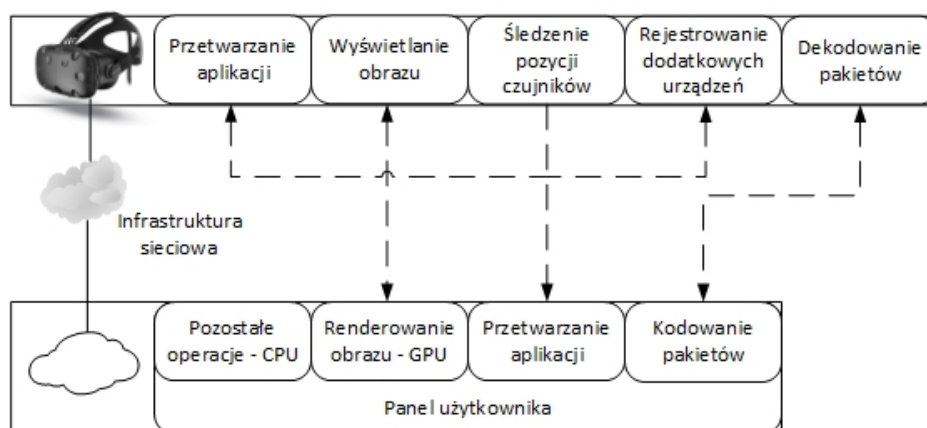 Przetwarzanie
aplikacji
Wyświetlanie
obrazu
Śledzenie
pozycji
czujników
Rejestrowanie
dodatkowych
urządzeń
Dekodowanie
pakietów
Infrastruktura
sieciowa
Pozostałe
operacje - CPU
Renderowanie
obrazu - GPU
Przetwarzanie
aplikacji
Kodowanie
pakietów
Panel użytkownika